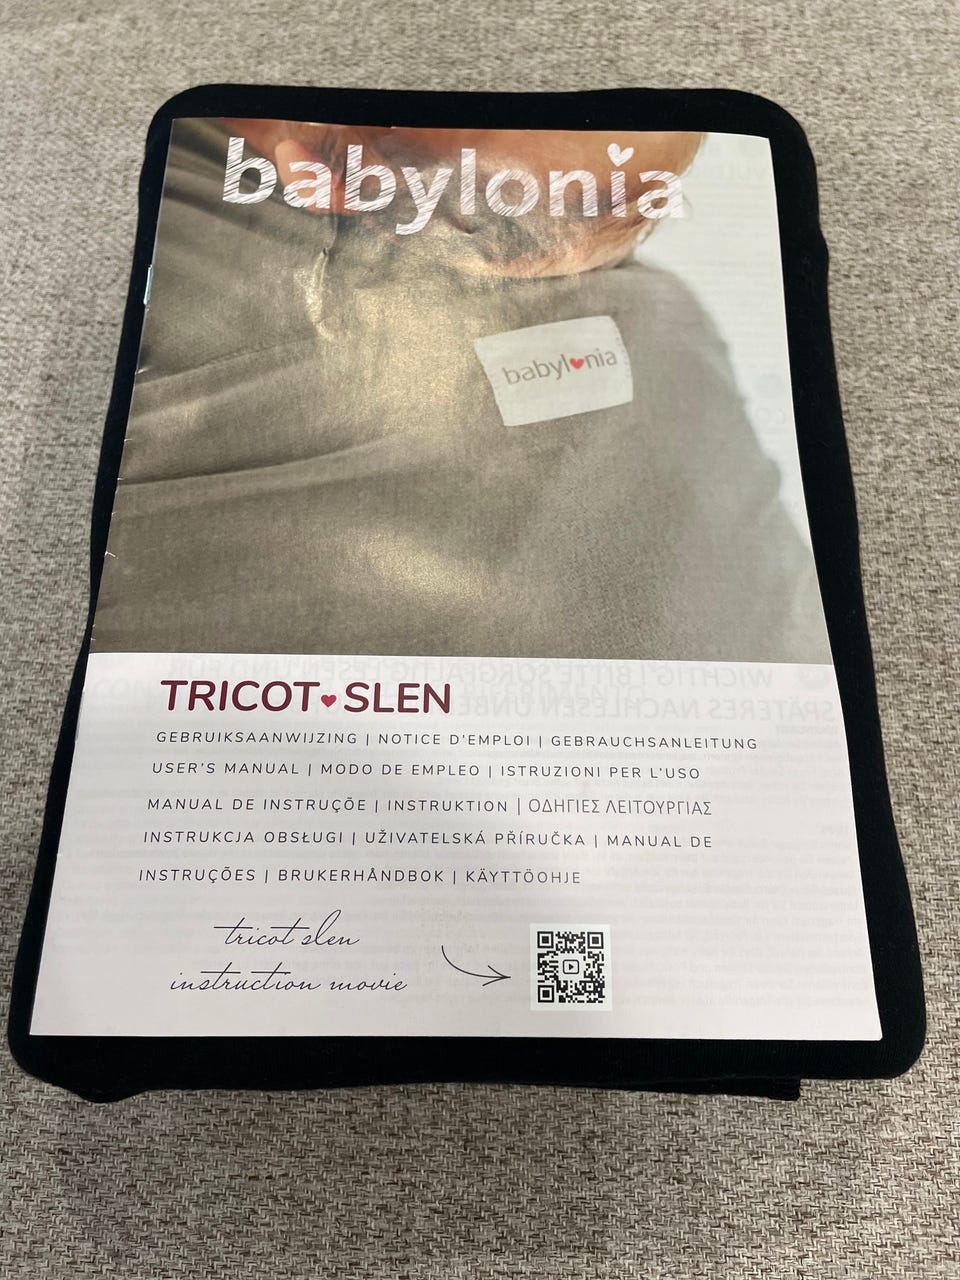 babylonia
babylonia
TRICOT SLEN
GEBRUIKSAANWIJZING | NOTICE D'EMPLOI | GEBRAUCHSANLEITUNG
USER'S MANUAL | MODO DE EMPLEO | ISTRUZIONI PER L'USO
MANUAL DE INSTRUÇÕE | INSTRUKTION | ΟΔΗΓΙΕΣ ΛΕΙΤΟΥΡΓΙΑΣ
INSTRUKCJA OBSŁUGI | UŽIVATELSKÁ PŘÍRUČKA | MANUAL DE
INSTRUÇÕES | BRUKERHÅNDBOK | KÄYTTÖOHJE
tricot slen
instruction movie